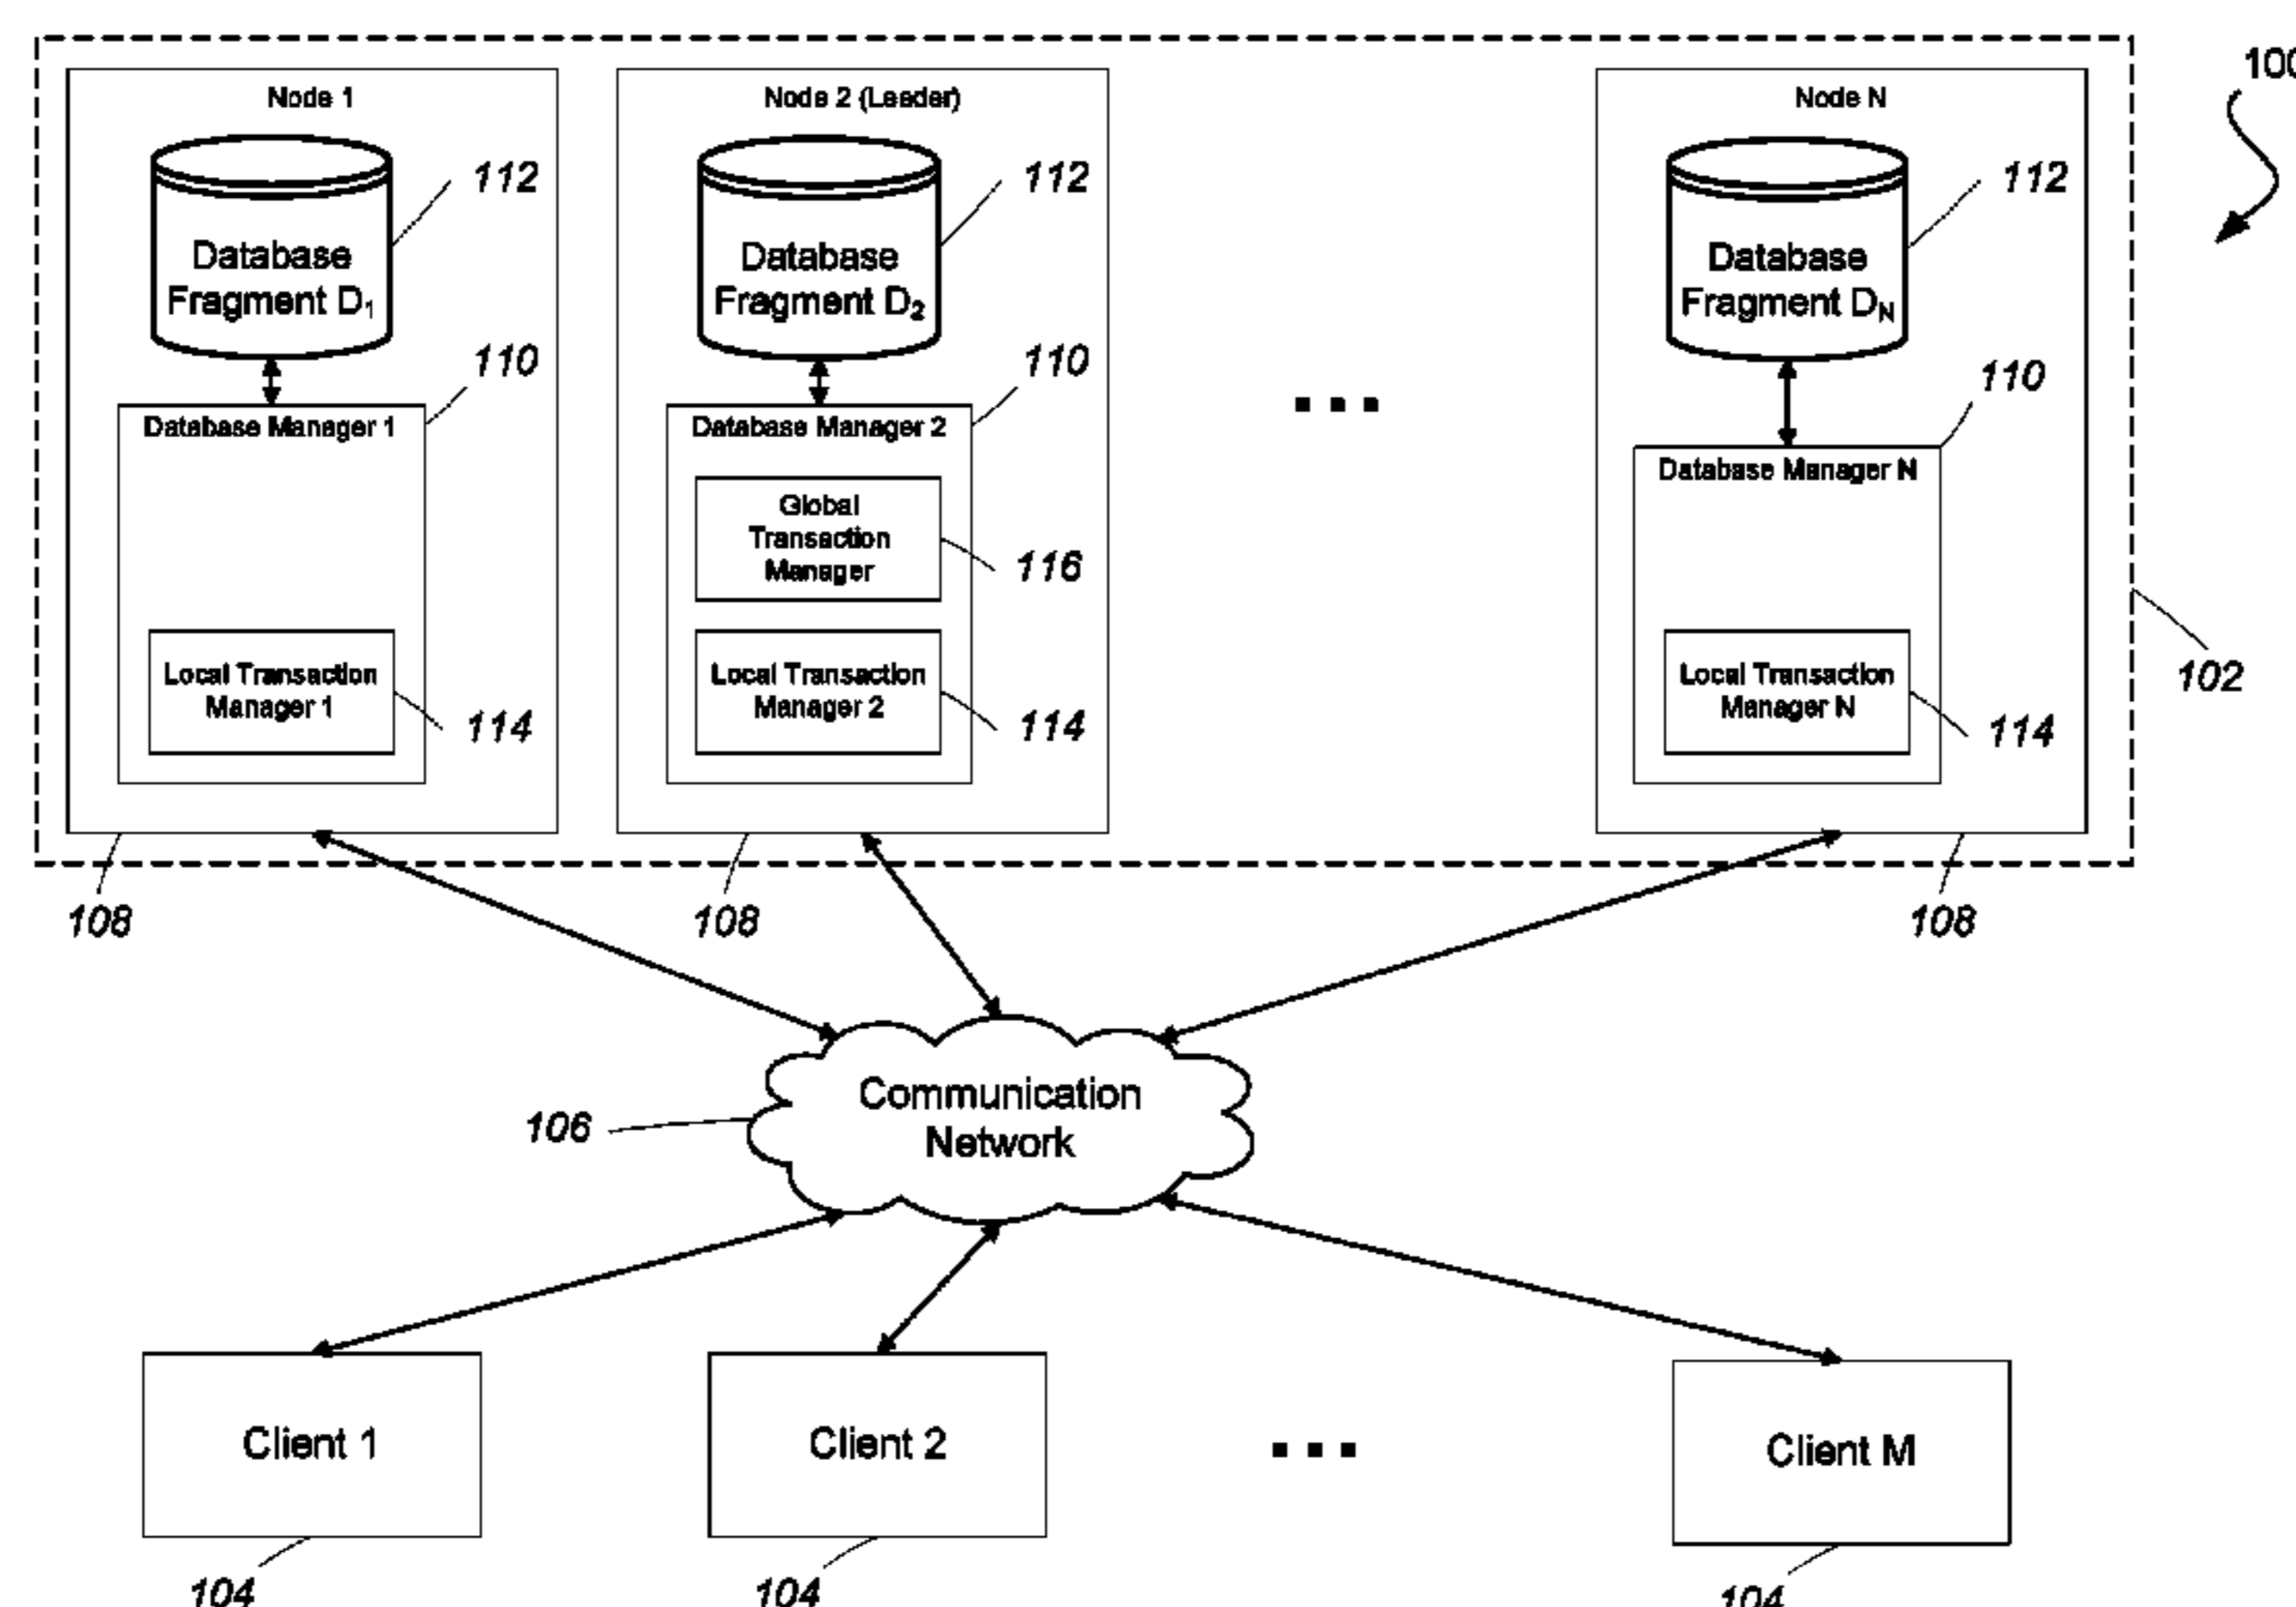 100
Node 1
Node 2 (Leader)
Node N
112
112
112
Database
Fragment D₁
Database
Fragment D₂
Database
Fragment Dₙ
110
110
110
Database Manager 1
Database Manager 2
Database Manager N
...
Global
Transaction
Manager
116
Local Transaction
Manager 1
114
Local Transaction
Manager 2
114
Local Transaction
Manager N
114
102
108
108
108
Communication
Network
106
Client 1
Client 2
...
Client M
104
104
104